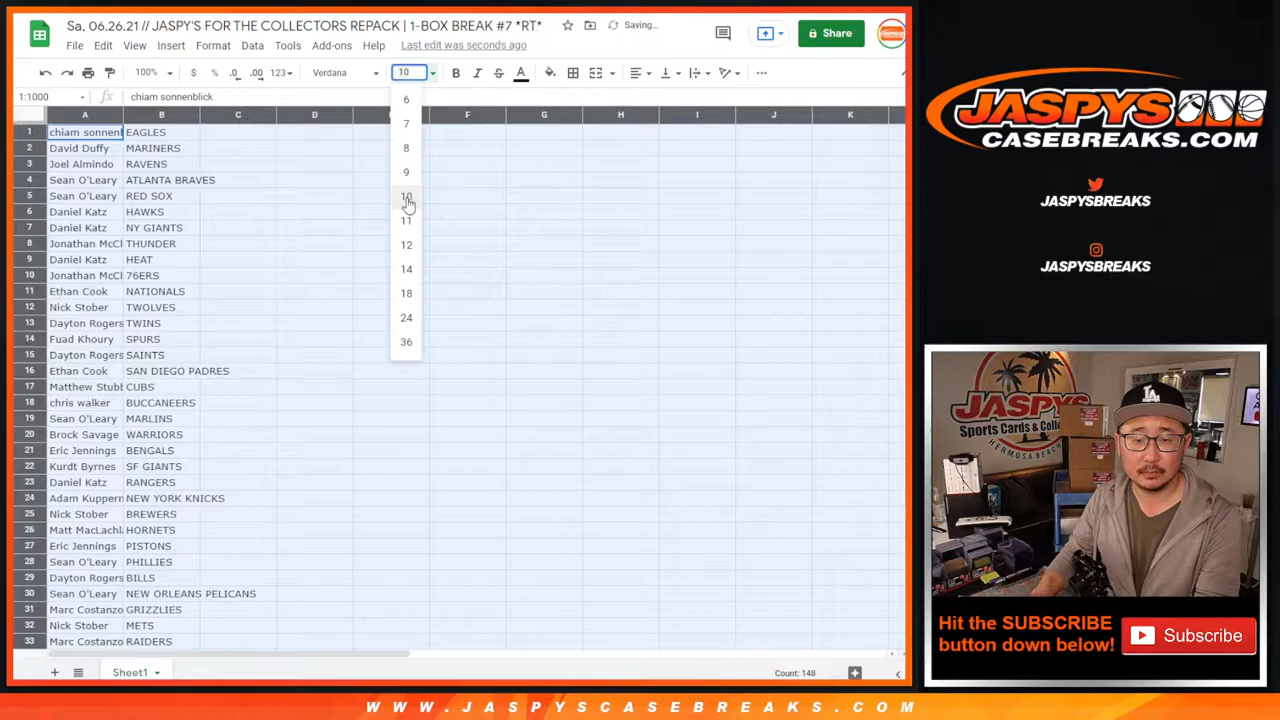 Sa, 06.26.21 // JASPY'S FOR THE COLLECTORS REPACK | 1-BOX BREAK #7 *RT*
Saving...
File Edit View Insert Format Data Tools Add-ons Help Last edit was seconds ago
Share
100% $ % .0 .00 123 Verdana 10 B I S A
1:1000 fx chiam sonnenblick
A B C D F G H I J K
1 chiam sonnenl EAGLES
2 David Duffy MARINERS
3 Joel Almindo RAVENS
4 Sean O'Leary ATLANTA BRAVES
5 Sean O'Leary RED SOX
6 Daniel Katz HAWKS
7 Daniel Katz NY GIANTS
8 Jonathan McCl THUNDER
9 Daniel Katz HEAT
10 Jonathan McCl 76ERS
11 Ethan Cook NATIONALS
12 Nick Stober TWOLVES
13 Dayton Rogers TWINS
14 Fuad Khoury SPURS
15 Dayton Rogers SAINTS
16 Ethan Cook SAN DIEGO PADRES
17 Matthew Stubb CUBS
18 chris walker BUCCANEERS
19 Sean O'Leary MARLINS
20 Brock Savage WARRIORS
21 Eric Jennings BENGALS
22 Kurdt Byrnes SF GIANTS
23 Daniel Katz RANGERS
24 Adam Kuppern NEW YORK KNICKS
25 Nick Stober BREWERS
26 Matt MacLachl HORNETS
27 Eric Jennings PISTONS
28 Sean O'Leary PHILLIES
29 Dayton Rogers BILLS
30 Sean O'Leary NEW ORLEANS PELICANS
31 Marc Costanzo GRIZZLIES
32 Nick Stober METS
33 Marc Costanzo RAIDERS
6
7
8
9
10
11
12
14
18
24
36
Sheet1
Count: 148
JASPYS
CASEBREAKS.COM
JASPYSBREAKS
JASPYSBREAKS
JASPYS
Sports Cards & Colle
HERMOSA BEACH
LA
Hit the SUBSCRIBE
button down below!
Subscribe
WWW.JASPYSCASEBREAKS.COM